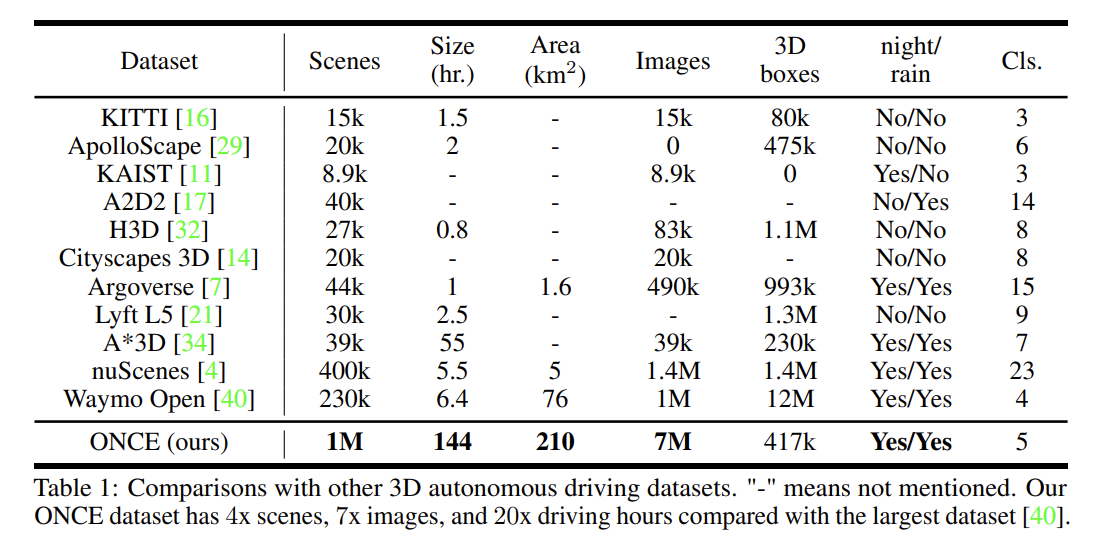 Dataset Scenes Size (hr.) Area (km²) Images 3D boxes night/ rain Cls.
KITTI [16] 15k 1.5 - 15k 80k No/No 3
ApolloScape [29] 20k 2 - 0 475k No/No 6
KAIST [11] 8.9k - - 8.9k 0 Yes/No 3
A2D2 [17] 40k - - - - No/Yes 14
H3D [32] 27k 0.8 - 83k 1.1M No/No 8
Cityscapes 3D [14] 20k - - 20k - No/No 8
Argoverse [7] 44k 1 1.6 490k 993k Yes/Yes 15
Lyft L5 [21] 30k 2.5 - - 1.3M No/No 9
A*3D [34] 39k 55 - 39k 230k Yes/Yes 7
nuScenes [4] 400k 5.5 5 1.4M 1.4M Yes/Yes 23
Waymo Open [40] 230k 6.4 76 1M 12M Yes/Yes 4
ONCE (ours) 1M 144 210 7M 417k Yes/Yes 5
Table 1: Comparisons with other 3D autonomous driving datasets. "-" means not mentioned. Our
ONCE dataset has 4x scenes, 7x images, and 20x driving hours compared with the largest dataset [40].